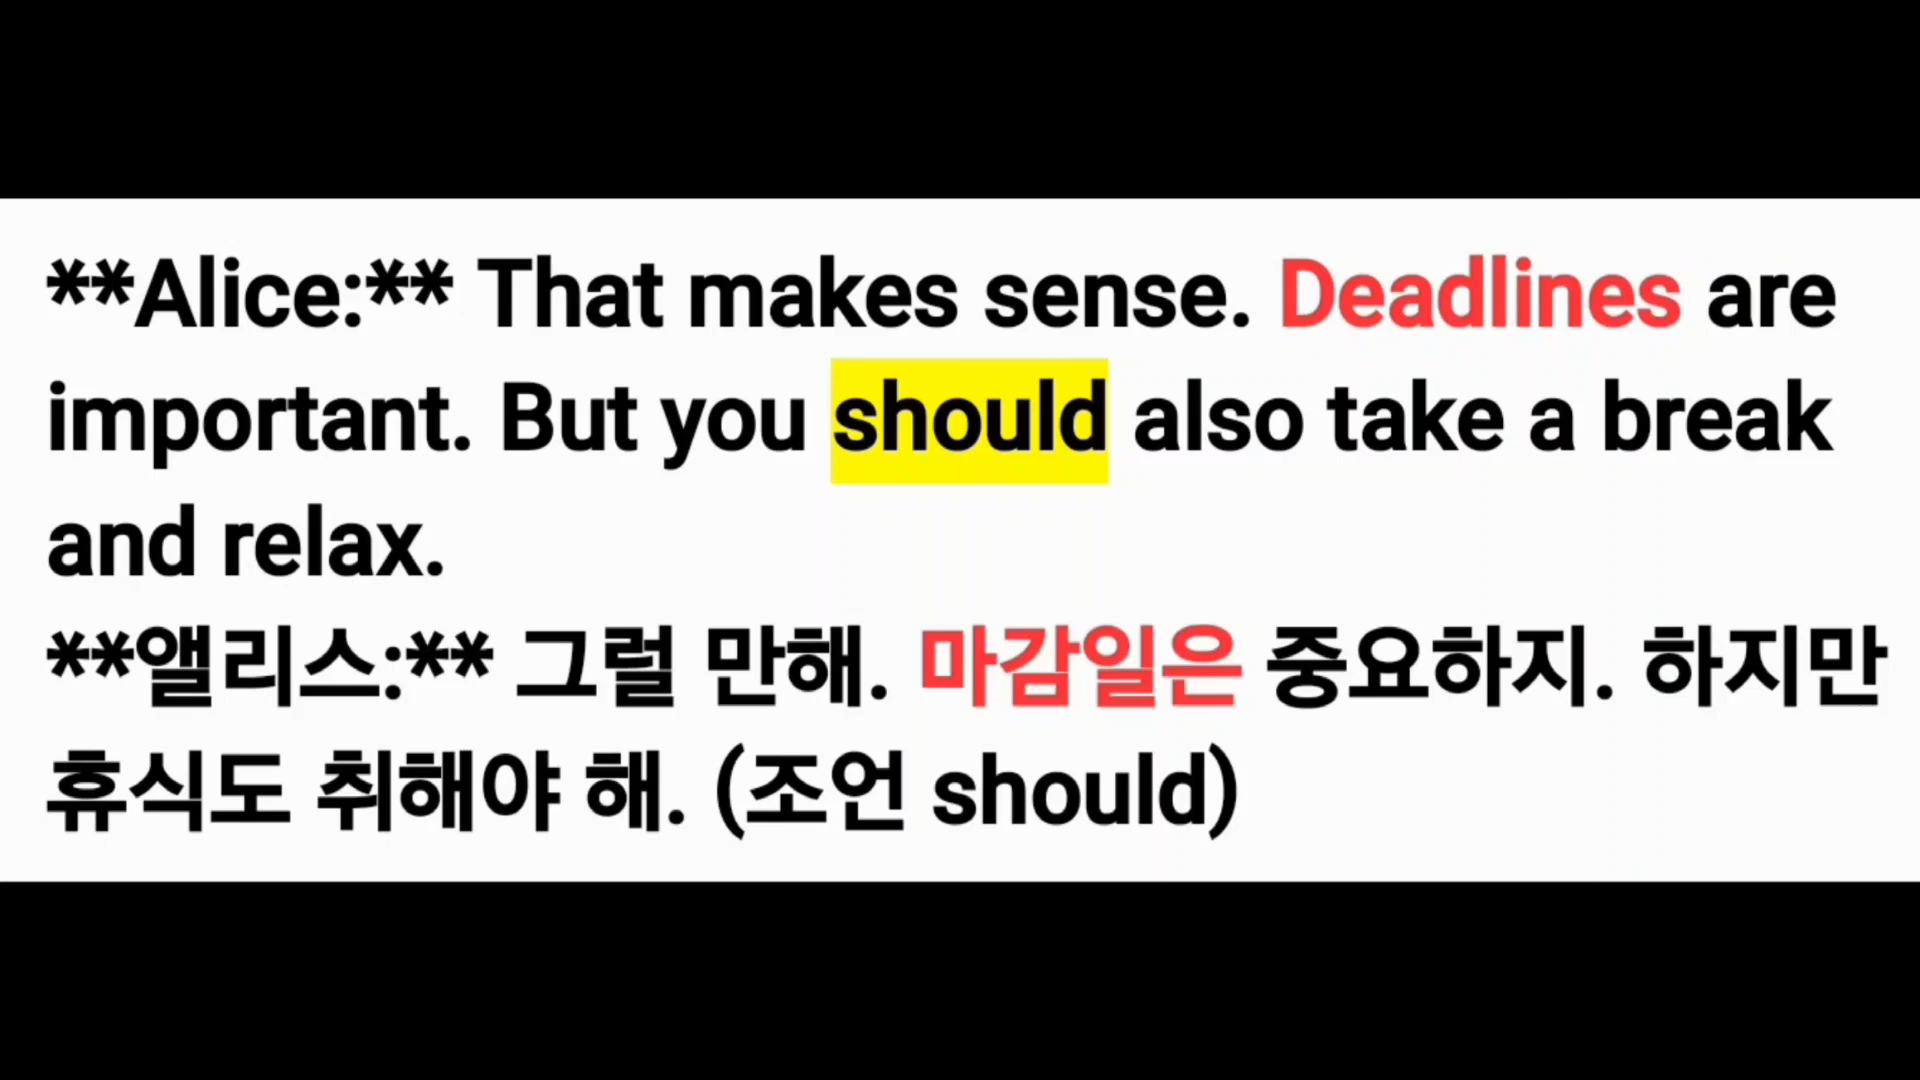 **Alice:** That makes sense. Deadlines are
important. But you should also take a break
and relax.
**앨리스:** 그럴 만해. 마감일은 중요하지. 하지만
휴식도 취해야 해. (조언 should)